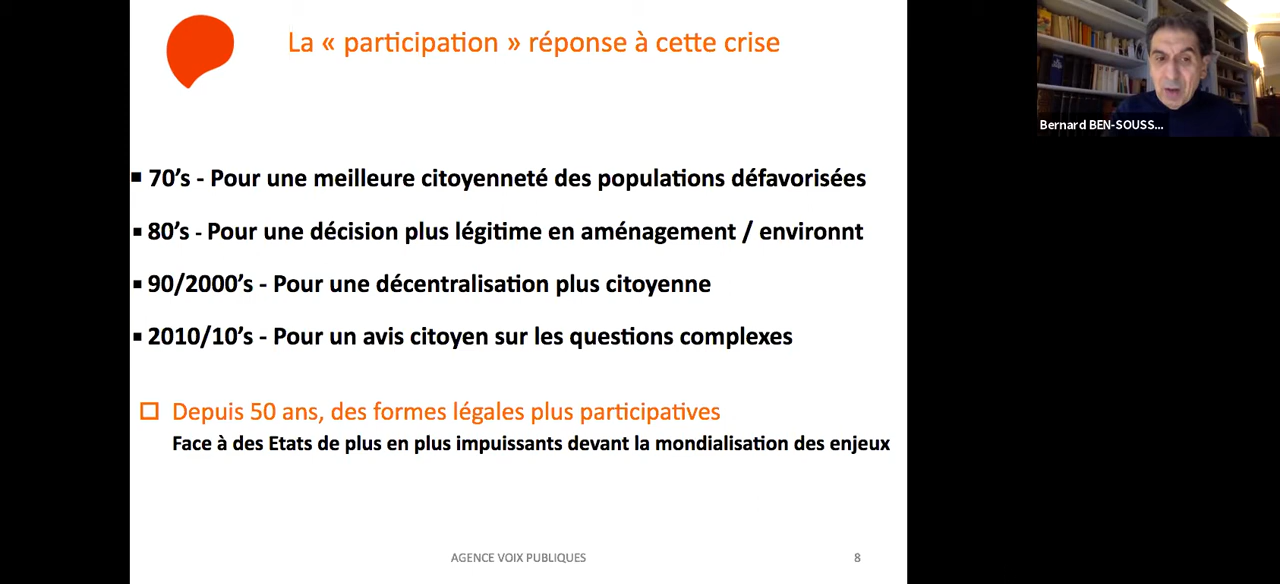 La « participation » réponse à cette crise
Bernard BEN-SOUSS...
▪ 70’s - Pour une meilleure citoyenneté des populations défavorisées
▪ 80’s - Pour une décision plus légitime en aménagement / environnt
▪ 90/2000’s - Pour une décentralisation plus citoyenne
▪ 2010/10’s - Pour un avis citoyen sur les questions complexes
Depuis 50 ans, des formes légales plus participatives
Face à des Etats de plus en plus impuissants devant la mondialisation des enjeux
AGENCE VOIX PUBLIQUES
8